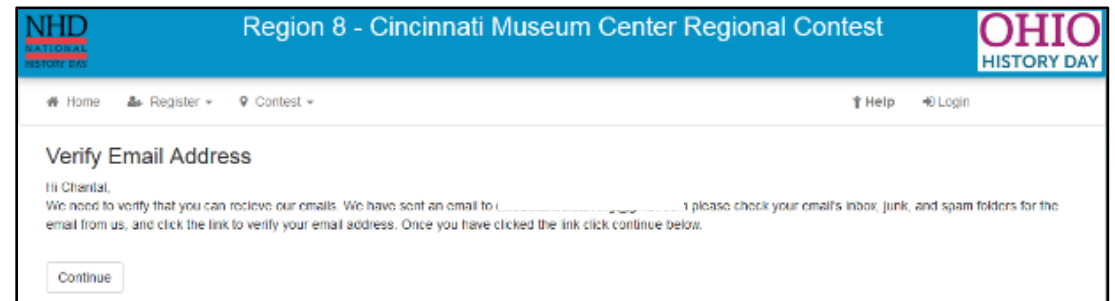 NHD
NATIONAL
HISTORY DAY
Region 8 - Cincinnati Museum Center Regional Contest
OHIO
HISTORY DAY
Home Register Contest Help Login
Verify Email Address
Hi Chantal,
We need to verify that you can recieve our emails. We have sent an email to please check your email's inbox, junk, and spam folders for the
email from us, and click the link to verify your email address. Once you have clicked the link click continue below.
Continue